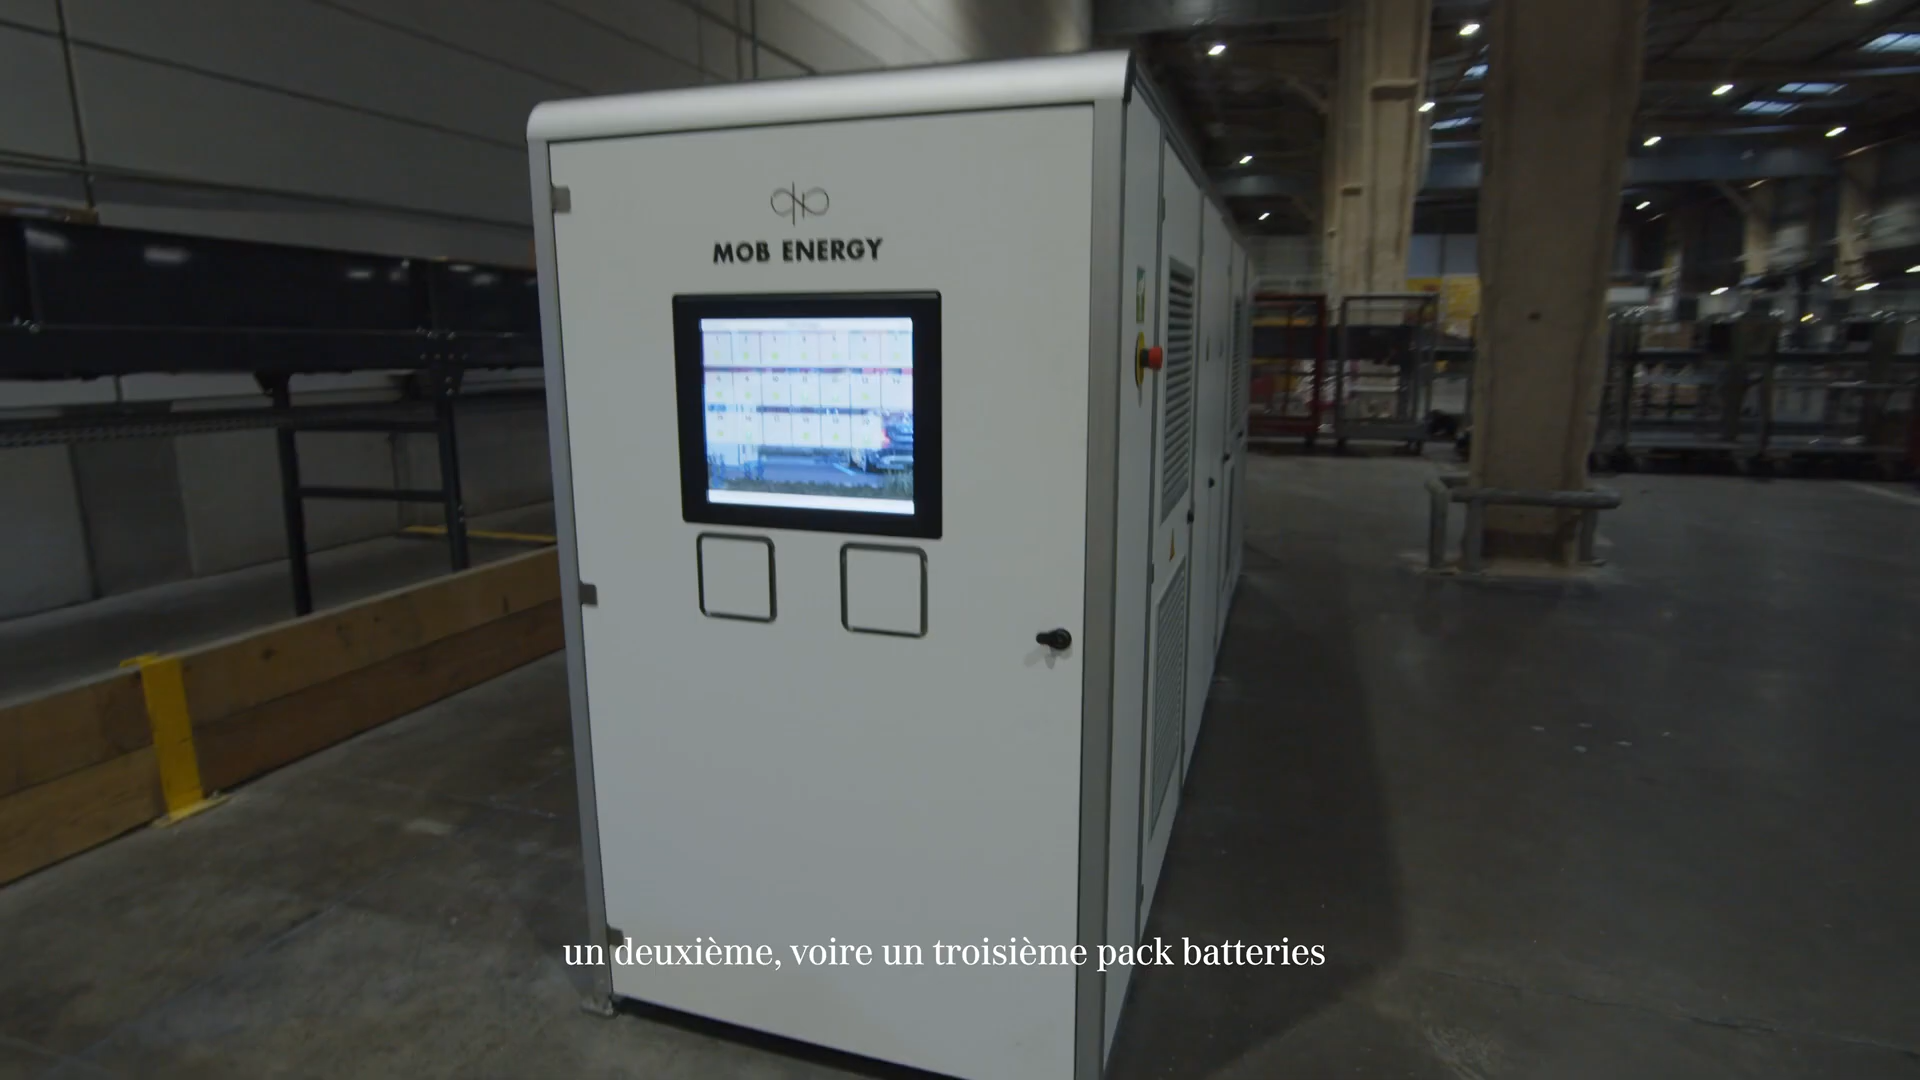 MOB ENERGY
un deuxième, voire un troisième pack batteries